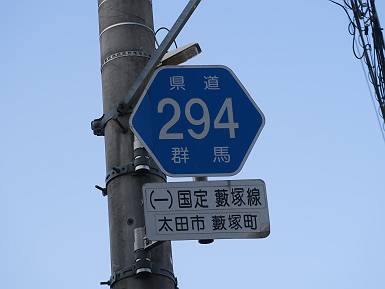 県道
294
群馬
(一)国定 藪塚線
太田市 藪塚町